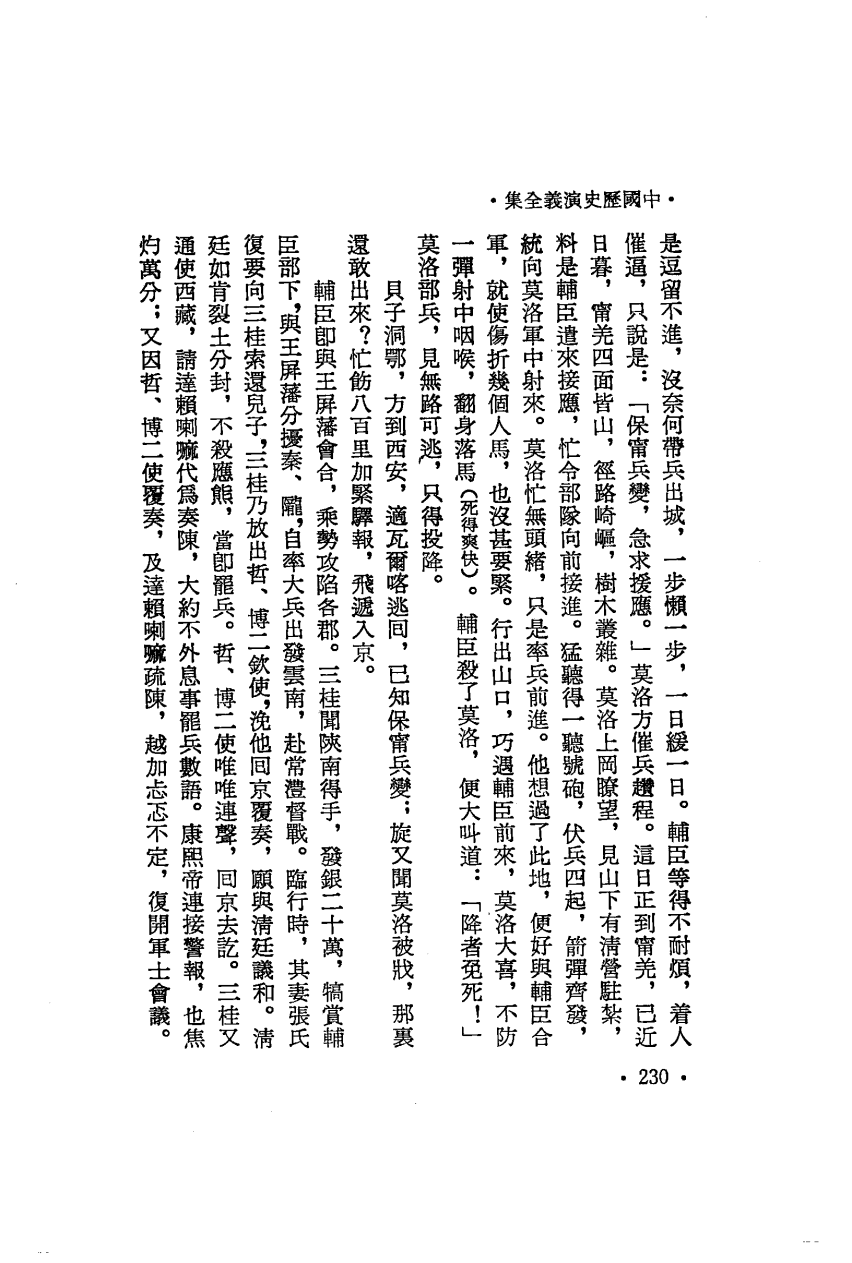 ·中國歷史演義全集·
是逗留不進，沒奈何帶兵出城，一步懶一步，一日緩一日。輔臣等得不耐煩，着人
催逼，只說是：「保甯兵變，急求援應。」莫洛方催兵趲程。這日正到甯羌，已近
日暮，甯羌四面皆山，徑路崎嶇，樹木叢雜。莫洛上岡瞭望，見山下有清營駐紮，
料是輔臣遣來接應，忙令部隊向前接進。猛聽得一聽號砲，伏兵四起，箭彈齊發，
統向莫洛軍中射來。莫洛忙無頭緒，只是率兵前進。他想過了此地，便好與輔臣合
軍，就使傷折幾個人馬，也沒甚要緊。行出山口，巧遇輔臣前來，莫洛大喜，不防
一彈射中咽喉，翻身落馬（死得爽快）。輔臣殺了莫洛，便大叫道：「降者免死！」
莫洛部兵，見無路可逃，只得投降。
貝子洞鄂，方到西安，適瓦爾喀逃回，已知保甯兵變；旋又聞莫洛被戕，那裏
還敢出來？忙飭八百里加緊驛報，飛遞入京。
輔臣卽與王屏藩會合，乘勢攻陷各郡。三桂聞陝南得手，發銀二十萬，犒賞輔
臣部下，與王屏藩分擾秦、隴，自率大兵出發雲南，赴常澧督戰。臨行時，其妻張氏
復要向三桂索還兒子，三桂乃放出哲、博二欽使，浼他回京覆奏，願與清廷議和。清
廷如肯裂土分封，不殺應熊，當卽罷兵。哲、博二使唯唯連聲，回京去訖。三桂又
通使西藏，請達賴喇嘛代爲奏陳，大約不外息事罷兵數語。康熙帝連接警報，也焦
灼萬分；又因哲、博二使覆奏，及達賴喇嘛疏陳，越加忐忑不定，復開軍士會議。
·230·